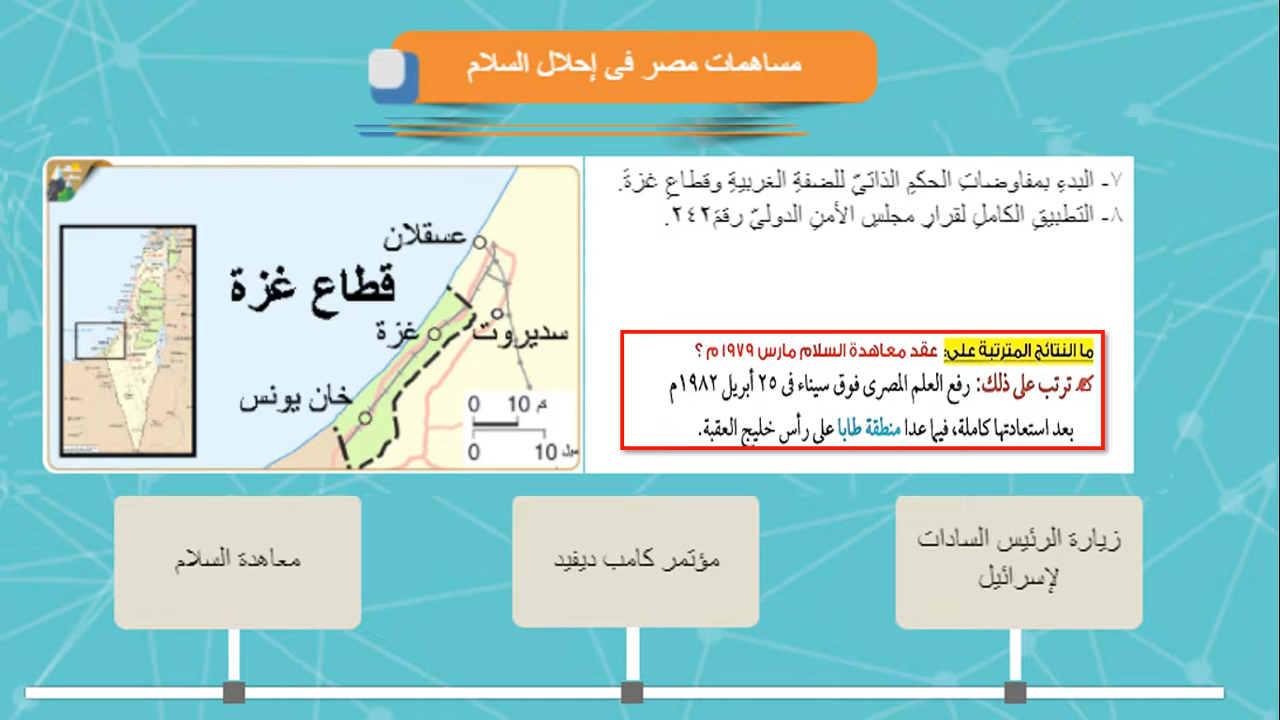 مساهمات مصر فى إحلال السلام
٧- البدءِ بمفاوضاتِ الحكمِ الذاتيّ للضفةِ الغربيةِ وقطاعِ غزةَ.
٨- التطبيقِ الكاملِ لقرارِ مجلسِ الأمنِ الدوليّ رقمَ٢٤٢.
ما النتائج المترتبة على: عقد معاهدة السلام مارس ١٩٧٩ م ؟
ترتب على ذلك: رفع العلم المصرى فوق سيناء فى ٢٥ أبريل ١٩٨٢م
بعد استعادتها كاملة، فيما عدا منطقة طابا على رأس خليج العقبة.
عسقلان
قطاع غزة
غزة
سديروت
خان يونس
0 10 كم
0 10 مول
زيارة الرئيس السادات
لإسرائيل
مؤتمر كامب ديفيد
معاهدة السلام